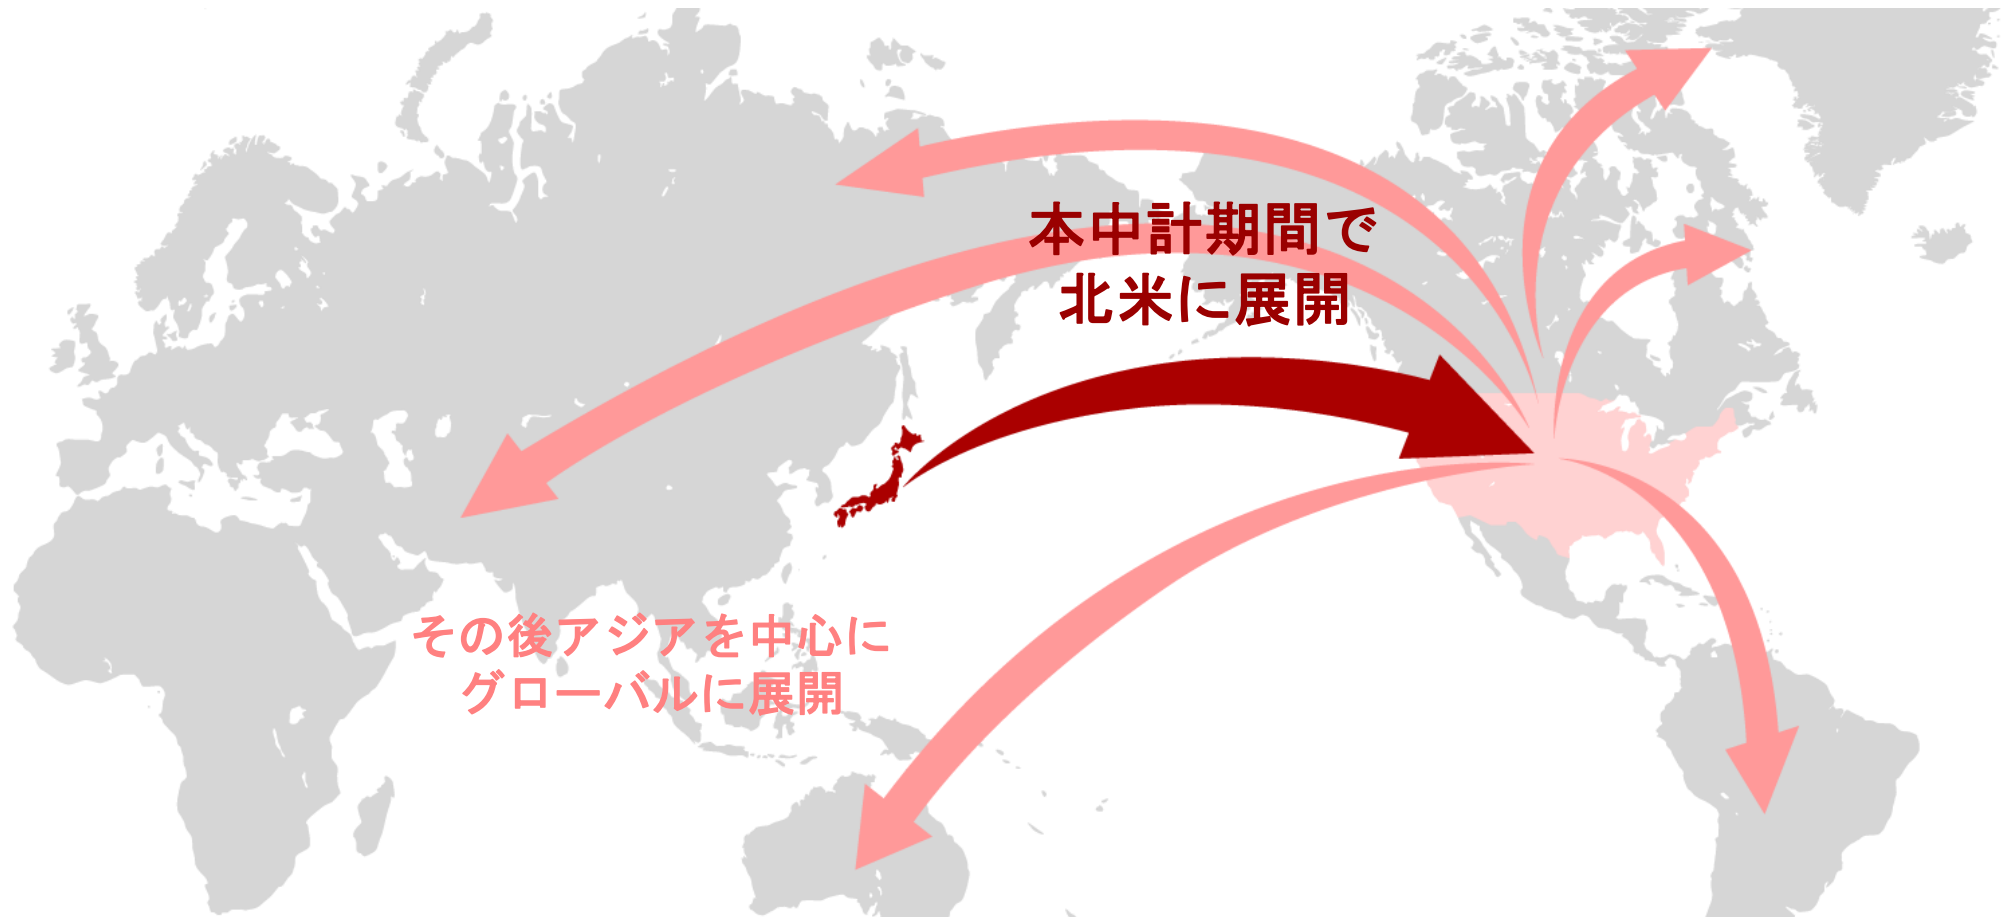 本中計期間で
北米に展開
その後アジアを中心に
グローバルに展開